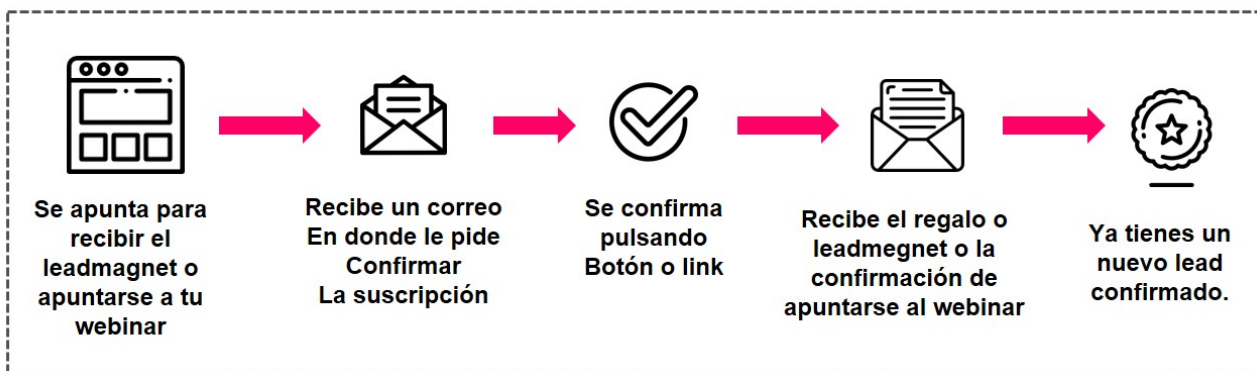 Se apunta para
recibir el
leadmagnet o
apuntarse a tu
webinar
Recibe un correo
En donde le pide
Confirmar
La suscripción
Se confirma
pulsando
Botón o link
Recibe el regalo o
leadmegnet o la
confirmación de
apuntarse al webinar
Ya tienes un
nuevo lead
confirmado.